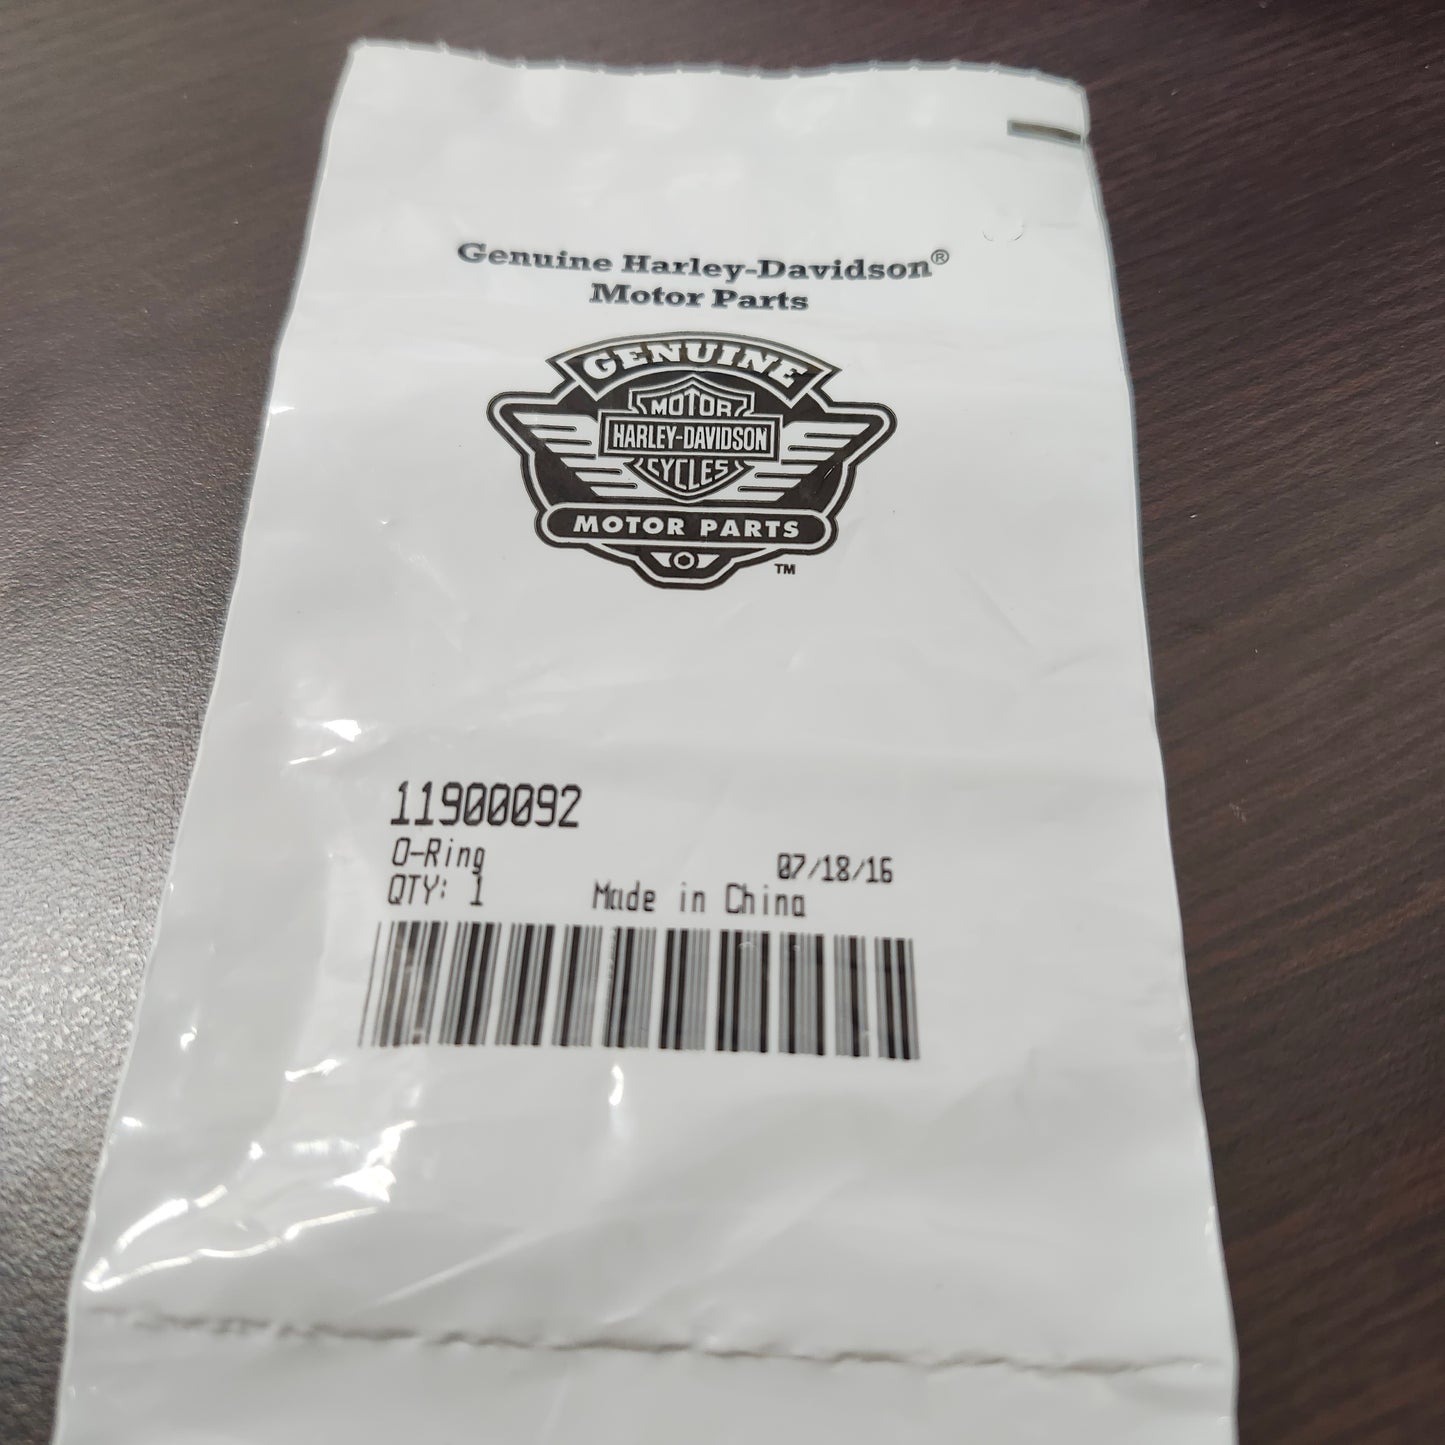 Genuine Harley-Davidson®
Motor Parts
GENUINE
MOTOR
HARLEY-DAVIDSON
CYCLES
MOTOR PARTS
TM
11900092
O-Ring
07/18/16
QTY: 1
Made in China